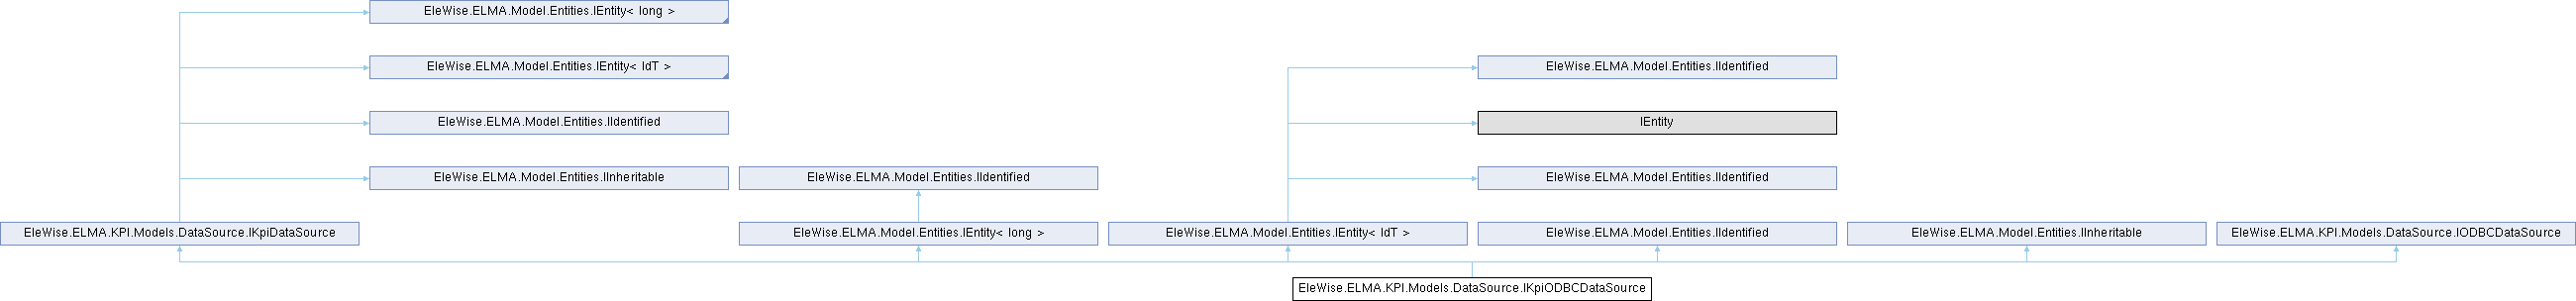 EleWise.ELMA.Model.Entities.IEntity< long >
EleWise.ELMA.Model.Entities.IEntity< IdT >
EleWise.ELMA.Model.Entities.IIdentified
EleWise.ELMA.Model.Entities.IIdentified
IEntity
EleWise.ELMA.Model.Entities.IInheritable
EleWise.ELMA.Model.Entities.IIdentified
EleWise.ELMA.Model.Entities.IIdentified
EleWise.ELMA.KPI.Models.DataSource.IKpiDataSource
EleWise.ELMA.Model.Entities.IEntity< long >
EleWise.ELMA.Model.Entities.IEntity< IdT >
EleWise.ELMA.Model.Entities.IIdentified
EleWise.ELMA.Model.Entities.IInheritable
EleWise.ELMA.KPI.Models.DataSource.IODBCDataSource
EleWise.ELMA.KPI.Models.DataSource.IKpiODBCDataSource